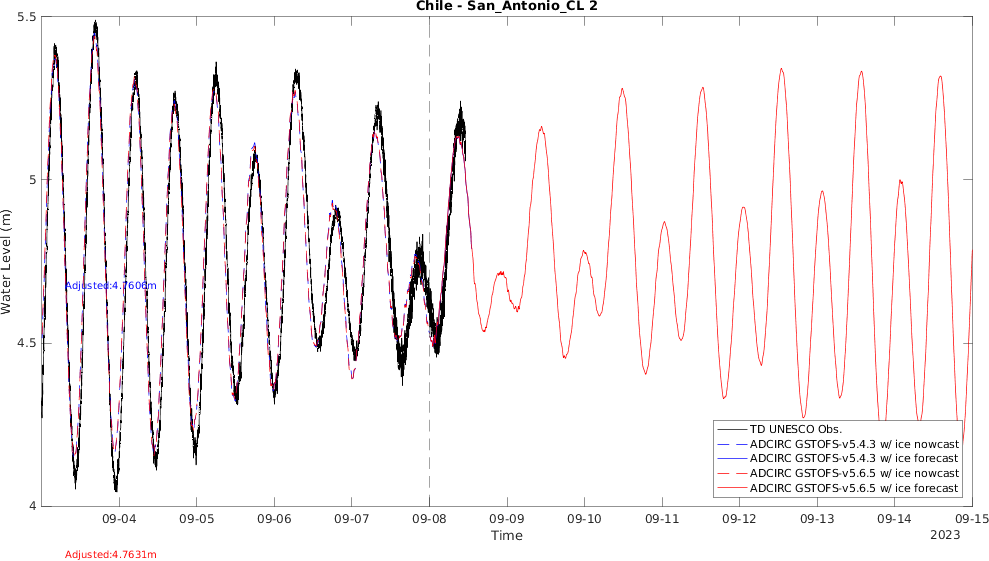 Chile - San_Antonio_CL 2
Water Level (m)
5.5
5
4.5
4
Adjusted:4.7606m
TD UNESCO Obs.
ADCIRC GSTOFS-v5.4.3 w/ ice nowcast
ADCIRC GSTOFS-v5.4.3 w/ ice forecast
ADCIRC GSTOFS-v5.6.5 w/ ice nowcast
ADCIRC GSTOFS-v5.6.5 w/ ice forecast
09-04 09-05 09-06 09-07 09-08 09-09 09-10 09-11 09-12 09-13 09-14 09-15
Time
2023
Adjusted:4.7631m